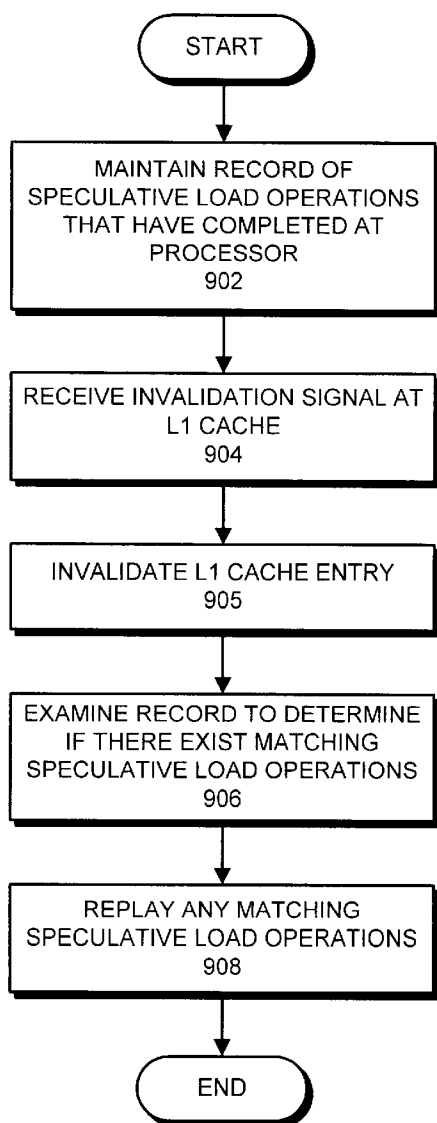 START
MAINTAIN RECORD OF
SPECULATIVE LOAD OPERATIONS
THAT HAVE COMPLETED AT
PROCESSOR
902
RECEIVE INVALIDATION SIGNAL AT
L1 CACHE
904
INVALIDATE L1 CACHE ENTRY
905
EXAMINE RECORD TO DETERMINE
IF THERE EXIST MATCHING
SPECULATIVE LOAD OPERATIONS
906
REPLAY ANY MATCHING
SPECULATIVE LOAD OPERATIONS
908
END